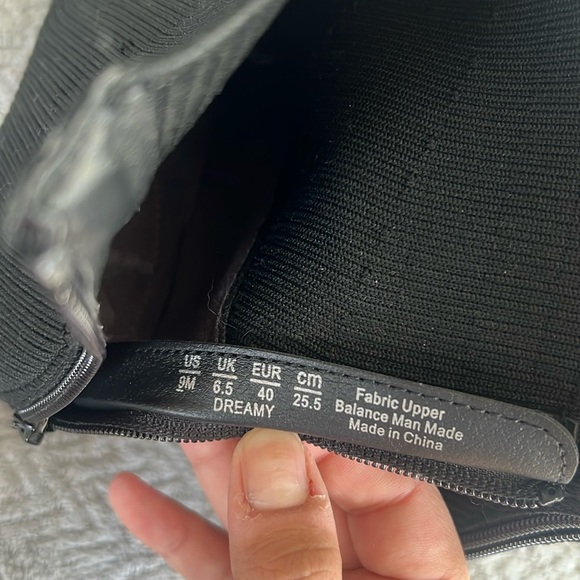 US UK EUR cm
9M 6.5 40 25.5
DREAMY
Fabric Upper
Balance Man Made
Made in China